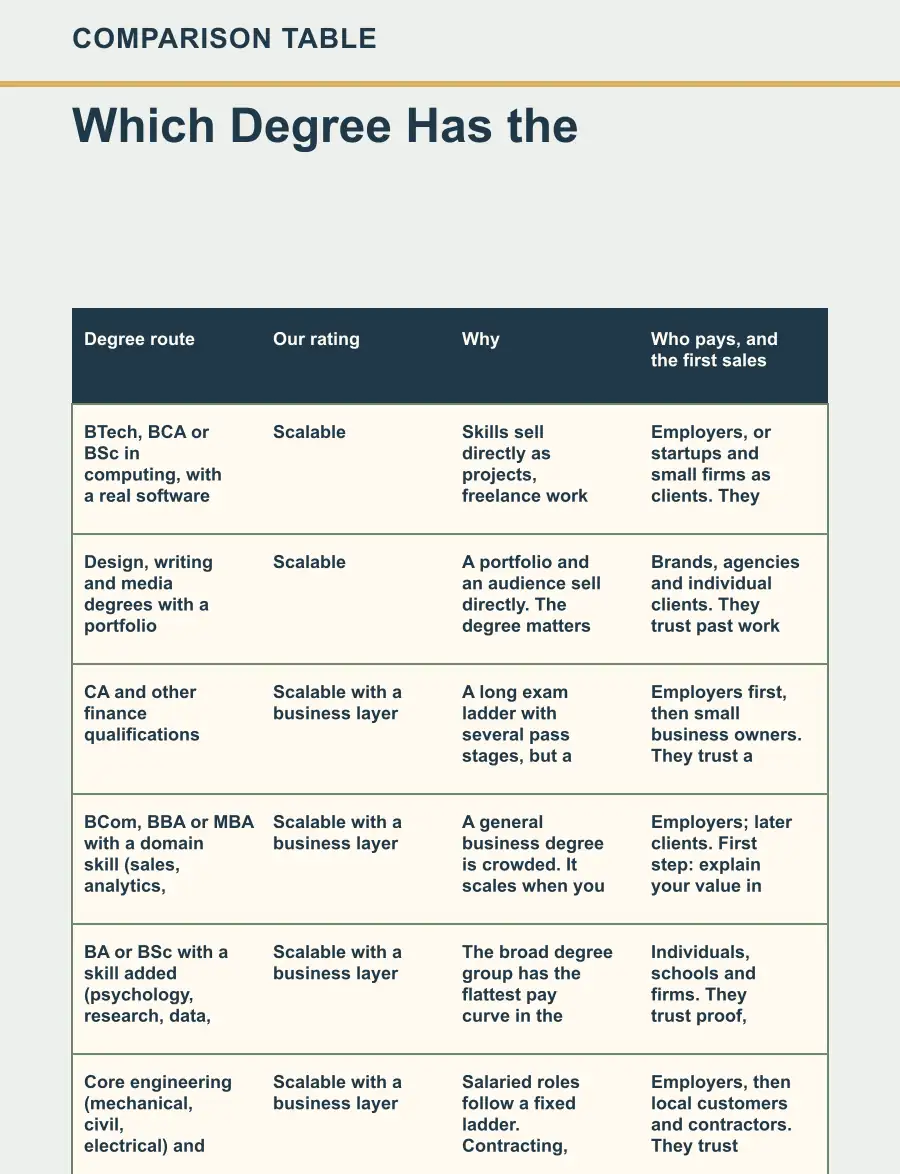 COMPARISON TABLE
Which Degree Has the
Degree route
Our rating
Why
Who pays, and
the first sales
BTech, BCA or
BSc in
computing, with
a real software
Scalable
Skills sell
directly as
projects,
freelance work
Employers, or
startups and
small firms as
clients. They
Design, writing
and media
degrees with a
portfolio
Scalable
A portfolio and
an audience sell
directly. The
degree matters
Brands, agencies
and individual
clients. They
trust past work
CA and other
finance
qualifications
Scalable with a
business layer
A long exam
ladder with
several pass
stages, but a
Employers first,
then small
business owners.
They trust a
BCom, BBA or MBA
with a domain
skill (sales,
analytics,
Scalable with a
business layer
A general
business degree
is crowded. It
scales when you
Employers; later
clients. First
step: explain
your value in
BA or BSc with a
skill added
(psychology,
research, data,
Scalable with a
business layer
The broad degree
group has the
flattest pay
curve in the
Individuals,
schools and
firms. They
trust proof,
Core engineering
(mechanical,
civil,
electrical) and
Scalable with a
business layer
Salaried roles
follow a fixed
ladder.
Contracting,
Employers, then
local customers
and contractors.
They trust